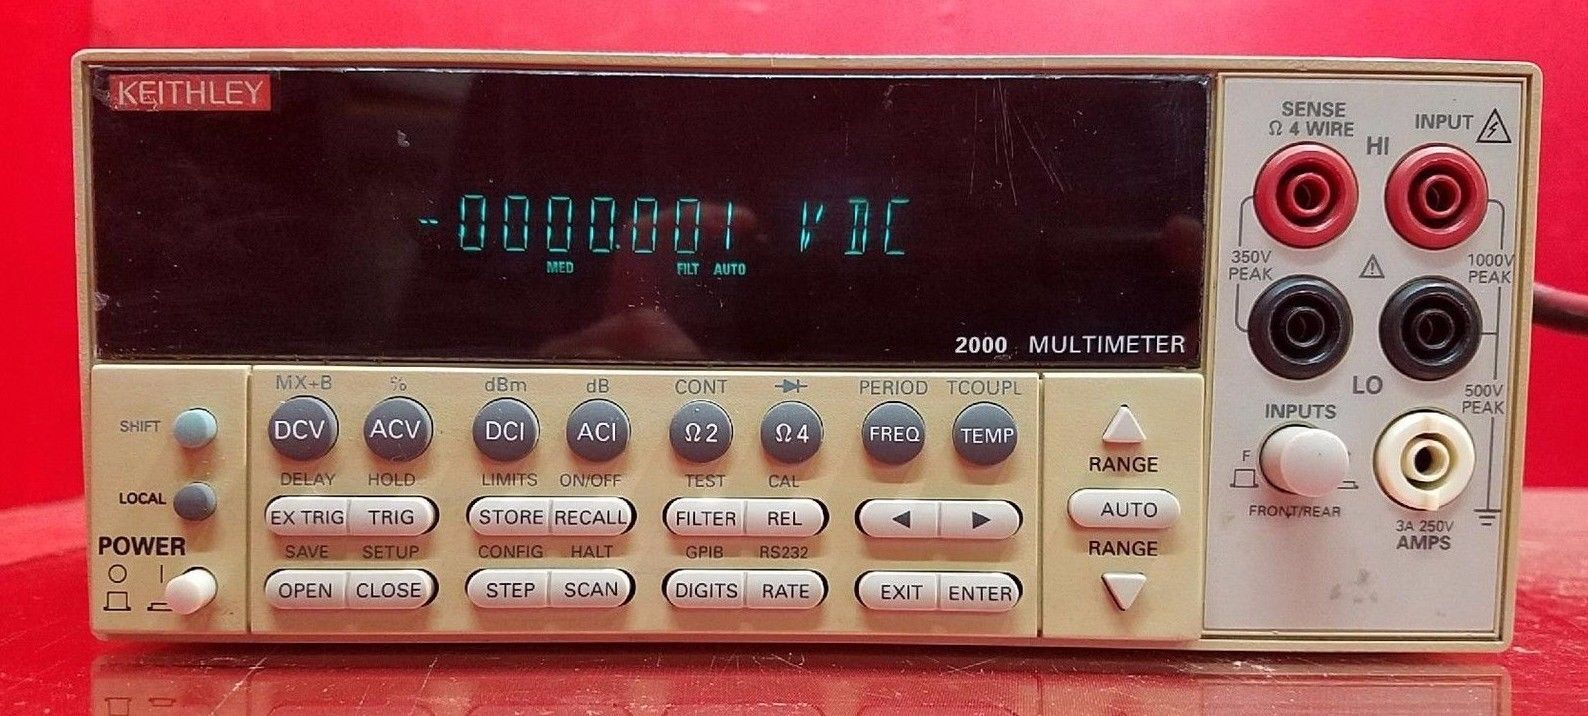 KEITHLEY
-0000.001 VDC
MED FILT AUTO
2000 MULTIMETER
SENSE
Ω 4 WIRE
INPUT
HI
350V
PEAK
1000V
PEAK
LO
500V
PEAK
INPUTS
F
FRONT/REAR
3A 250V
AMPS
MX+B % dBm dB CONT PERIOD TCOUPL
SHIFT
DCV ACV DCI ACI Ω2 Ω4 FREQ TEMP
DELAY HOLD LIMITS ON/OFF TEST CAL
LOCAL
EX TRIG TRIG STORE RECALL FILTER REL
POWER
O I
SAVE SETUP CONFIG HALT GPIB RS232
OPEN CLOSE STEP SCAN DIGITS RATE EXIT ENTER
RANGE
AUTO
RANGE